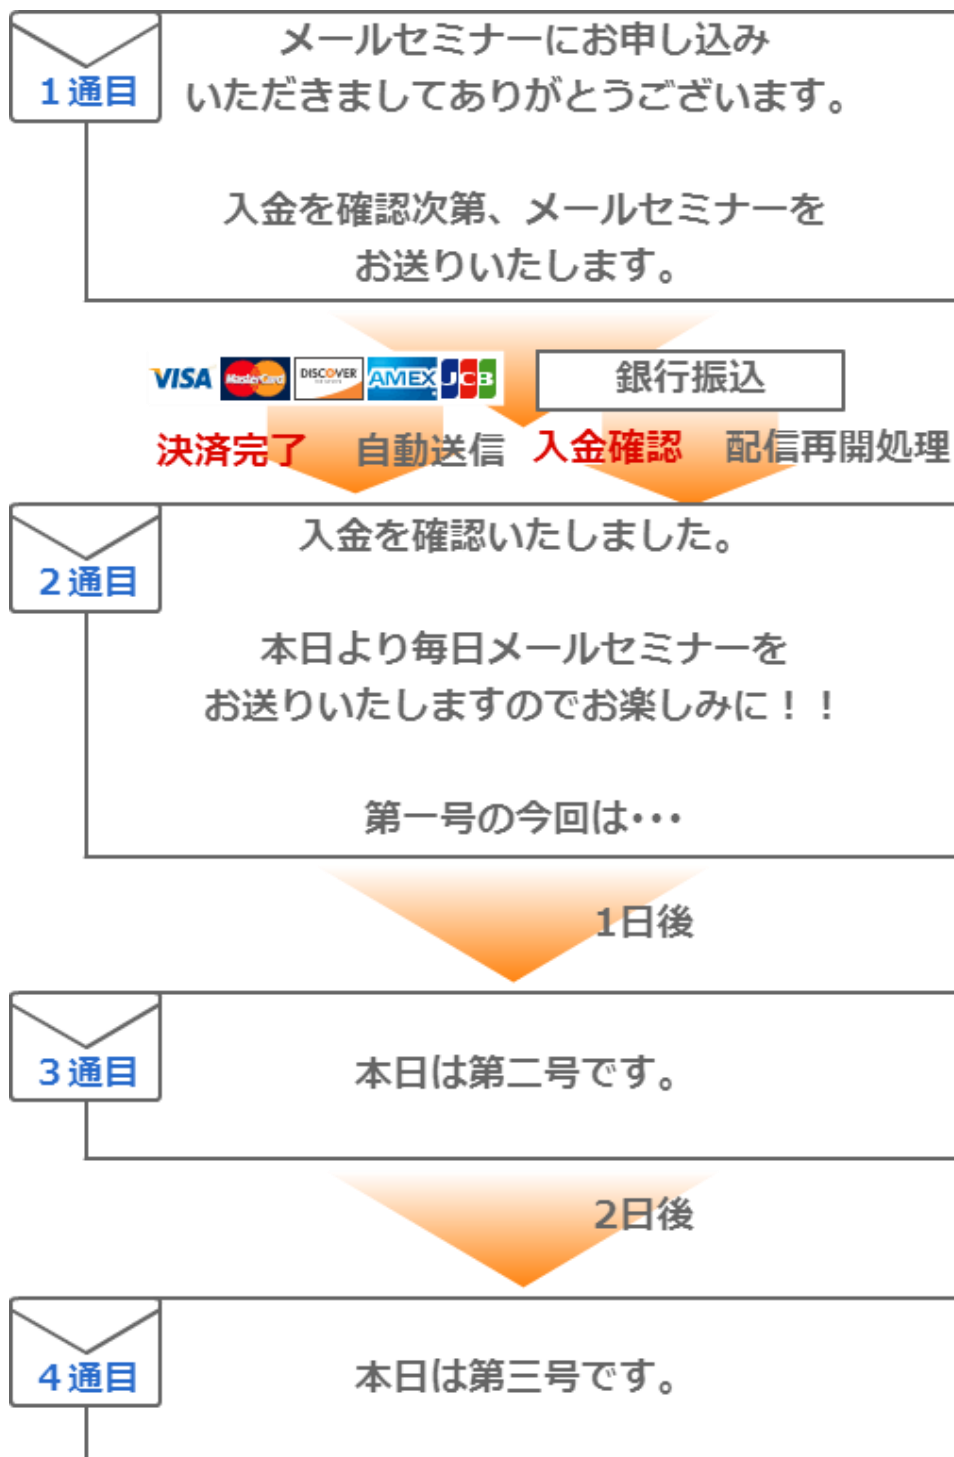 1通目
メールセミナーにお申し込み
いただきましてありがとうございます。
入金を確認次第、メールセミナーを
お送りいたします。
VISA MasterCard DISCOVER AMEX JCB 銀行振込
決済完了 自動送信 入金確認 配信再開処理
2通目
入金を確認いたしました。
本日より毎日メールセミナーを
お送りいたしますのでお楽しみに！！
第一号の今回は･･･
1日後
3通目
本日は第二号です。
2日後
4通目
本日は第三号です。